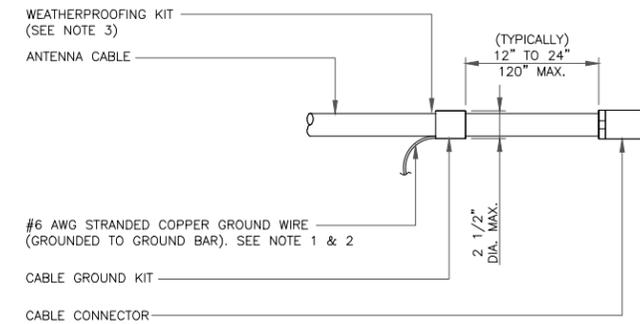 WEATHERPROOFING KIT
(SEE NOTE 3)
ANTENNA CABLE
(TYPICALLY)
12" TO 24"
120" MAX.
#6 AWG STRANDED COPPER GROUND WIRE
(GROUNDED TO GROUND BAR). SEE NOTE 1 & 2
2 1/2"
DIA. MAX.
CABLE GROUND KIT
CABLE CONNECTOR